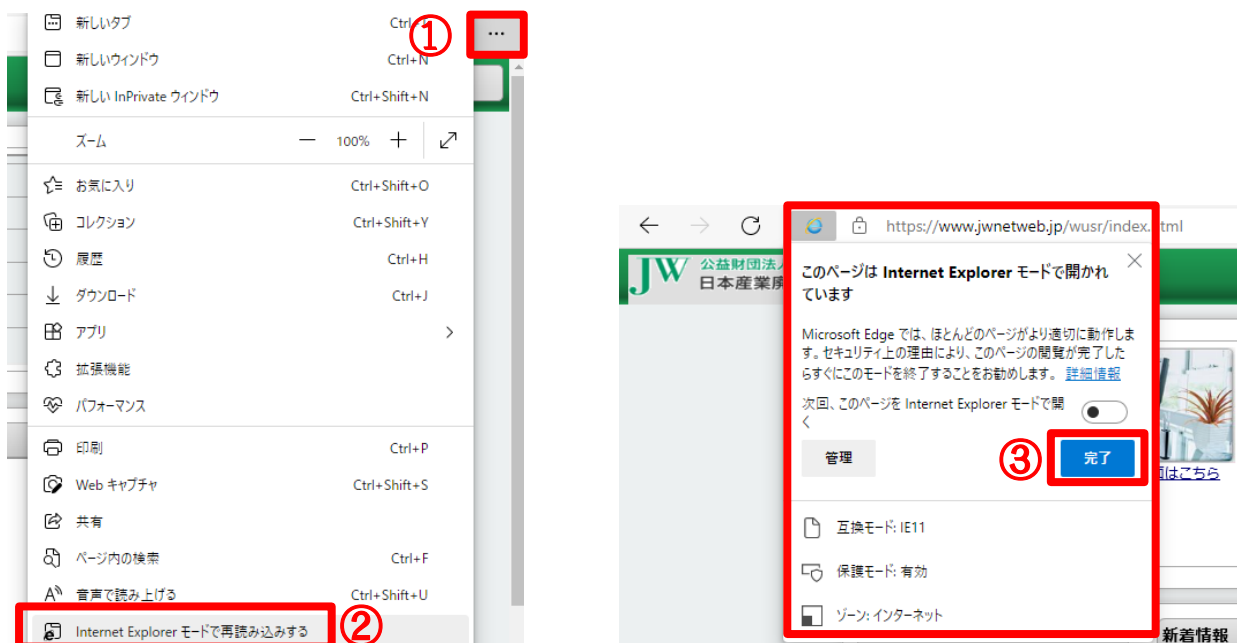 新しいタブ Ctrl+T
①
…
新しいウィンドウ Ctrl+N
新しい InPrivate ウィンドウ Ctrl+Shift+N
ズーム — 100% +
お気に入り Ctrl+Shift+O
コレクション Ctrl+Shift+Y
履歴 Ctrl+H
ダウンロード Ctrl+J
アプリ
拡張機能
パフォーマンス
印刷 Ctrl+P
Web キャプチャ Ctrl+Shift+S
共有
ページ内の検索 Ctrl+F
音声で読み上げる Ctrl+Shift+U
Internet Explorer モードで再読み込みする
②
https://www.jwnetweb.jp/wusr/index.html
JW
公益財団法人
日本産業廃
このページは Internet Explorer モードで開かれ
ています
Microsoft Edge では、ほとんどのページがより適切に動作しま
す。セキュリティ上の理由により、このページの閲覧が完了した
らすぐにこのモードを終了することをお勧めします。 詳細情報
次回、このページを Internet Explorer モードで開
く
管理
③
完了
はこちら
互換モード: IE11
保護モード: 有効
ゾーン: インターネット
新着情報